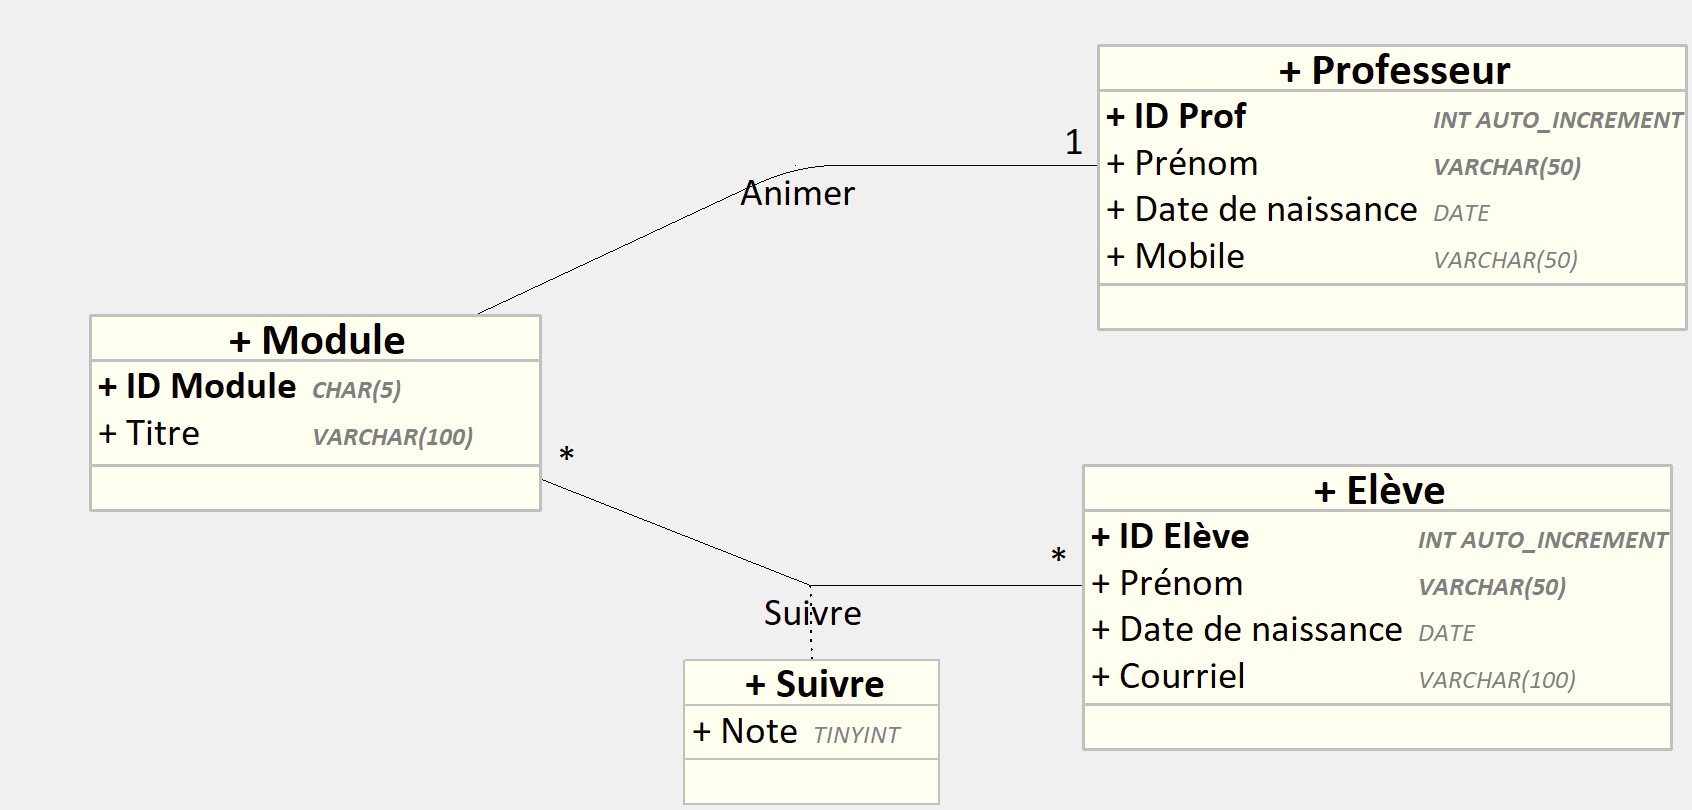 + Professeur
+ ID Prof INT AUTO_INCREMENT
+ Prénom VARCHAR(50)
+ Date de naissance DATE
+ Mobile VARCHAR(50)
1
Animer
+ Module
+ ID Module CHAR(5)
+ Titre VARCHAR(100)
*
*
Suivre
+ Elève
+ ID Elève INT AUTO_INCREMENT
+ Prénom VARCHAR(50)
+ Date de naissance DATE
+ Courriel VARCHAR(100)
+ Suivre
+ Note TINYINT